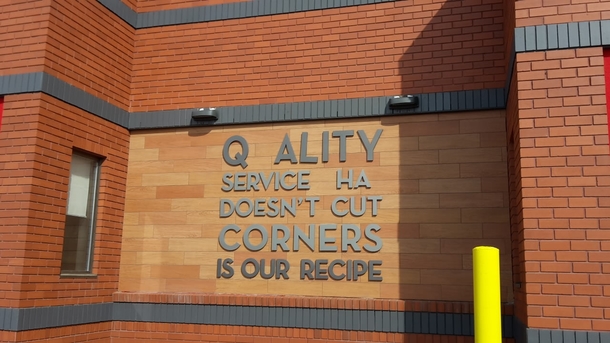 Q ALITY
SERVICE HA
DOESN'T CUT
CORNERS
IS OUR RECIPE